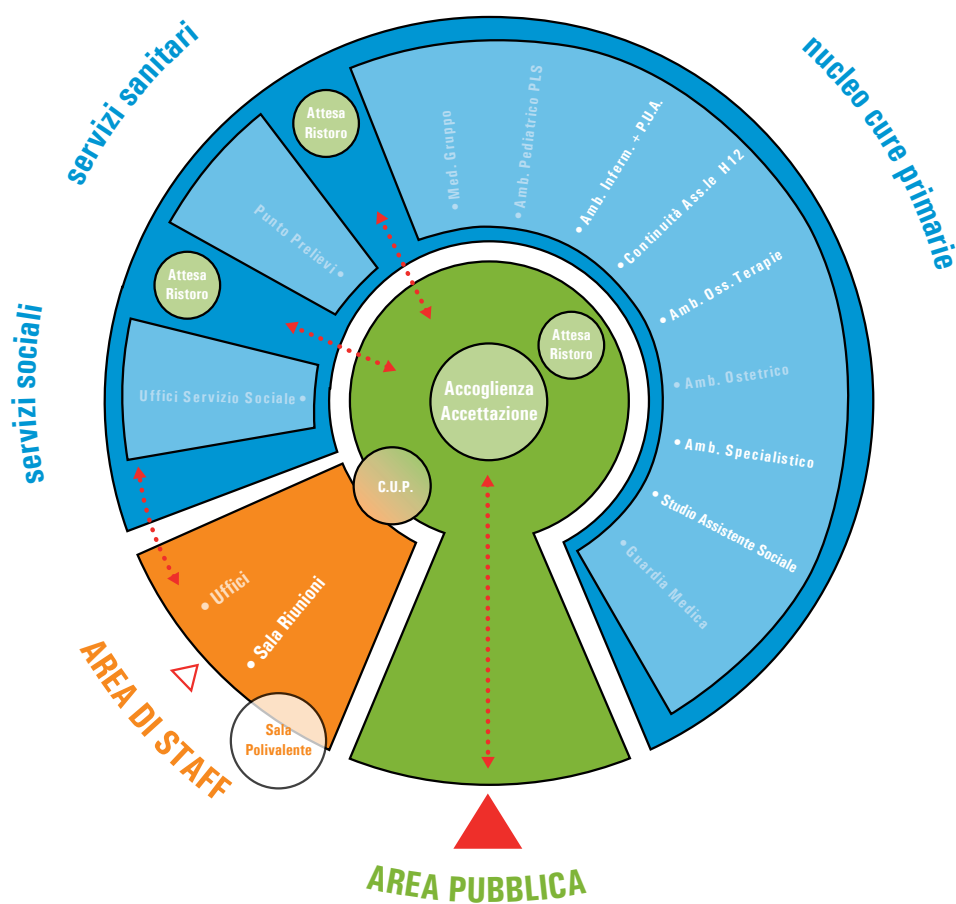 servizi sanitari
nucleo cure primarie
servizi sociali
Attesa
Ristoro
• Med. Gruppo
• Amb. Pediatrico PLS
• Amb. Inferm. + P.U.A.
• Continuità Ass.le H12
• Amb. Oss. Terapie
• Amb. Ostetrico
• Amb. Specialistico
• Studio Assistente Sociale
• Guardia Medica
Punto Prelievi •
Attesa
Ristoro
Uffici Servizio Sociale •
Attesa
Ristoro
Accoglienza
Accettazione
C.U.P.
• Uffici
• Sala Riunioni
Sala
Polivalente
AREA DI STAFF
AREA PUBBLICA